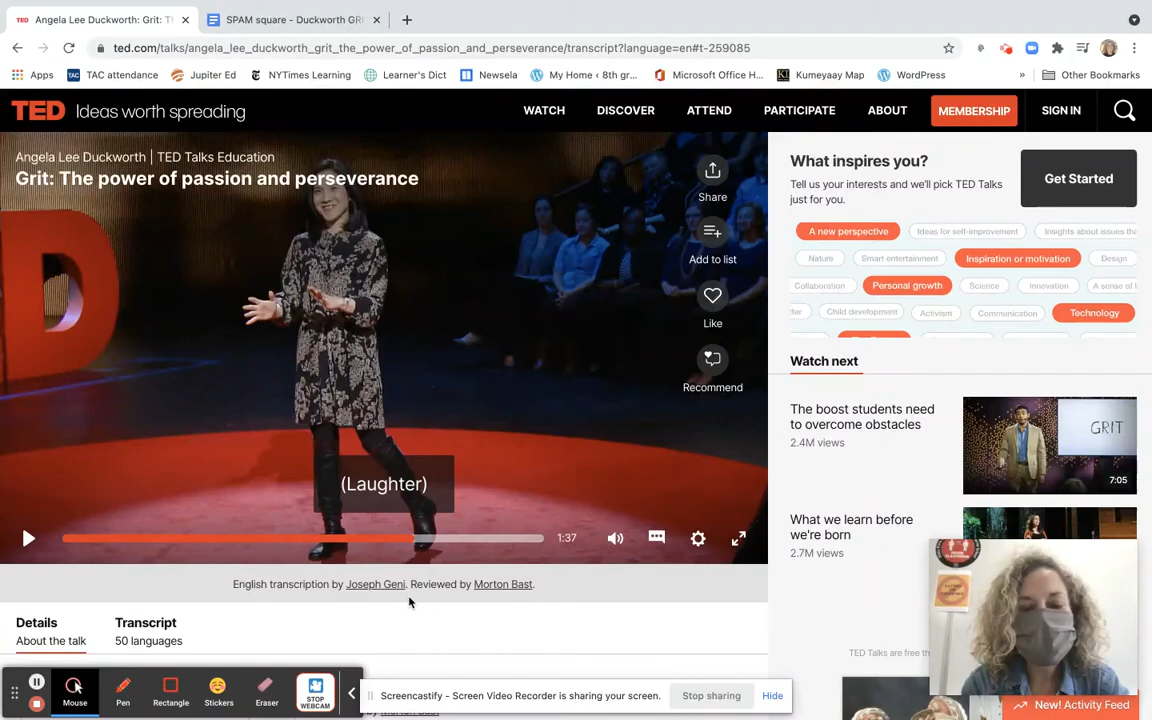 Angela Lee Duckworth: Grit: T
SPAM square - Duckworth GR
ted.com/talks/angela_lee_duckworth_grit_the_power_of_passion_and_perseverance/transcript?language=en#t-259085
Apps
TAC attendance
Jupiter Ed
NYTimes Learning
Learner's Dict
Newsela
My Home ‹ 8th gr...
Microsoft Office H...
Kumeyaay Map
WordPress
»
Other Bookmarks
TED Ideas worth spreading
WATCH
DISCOVER
ATTEND
PARTICIPATE
ABOUT
MEMBERSHIP
SIGN IN
Angela Lee Duckworth | TED Talks Education
Grit: The power of passion and perseverance
Share
Add to list
Like
Recommend
(Laughter)
1:37
English transcription by Joseph Geni. Reviewed by Morton Bast.
Details
About the talk
Transcript
50 languages
What inspires you?
Tell us your interests and we'll pick TED Talks
just for you.
Get Started
A new perspective
Ideas for self-improvement
Insights about issues tha
Nature
Smart entertainment
Inspiration or motivation
Design
Collaboration
Personal growth
Science
Innovation
A sense of
Child development
Activism
Communication
Technology
Watch next
The boost students need
to overcome obstacles
2.4M views
GRIT
7:05
What we learn before
we're born
2.7M views
TED Talks are free th
New! Activity Feed
Mouse
Pen
Rectangle
Stickers
Eraser
STOP
WEBCAM
Screencastify - Screen Video Recorder is sharing your screen.
Stop sharing
Hide